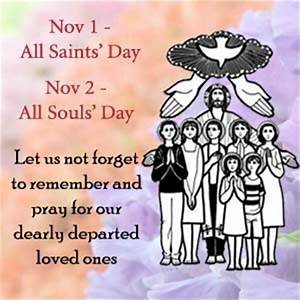 Nov 1 -
All Saints' Day
Nov 2 -
All Souls' Day
Let us not forget
to remember and
pray for our
dearly departed
loved ones